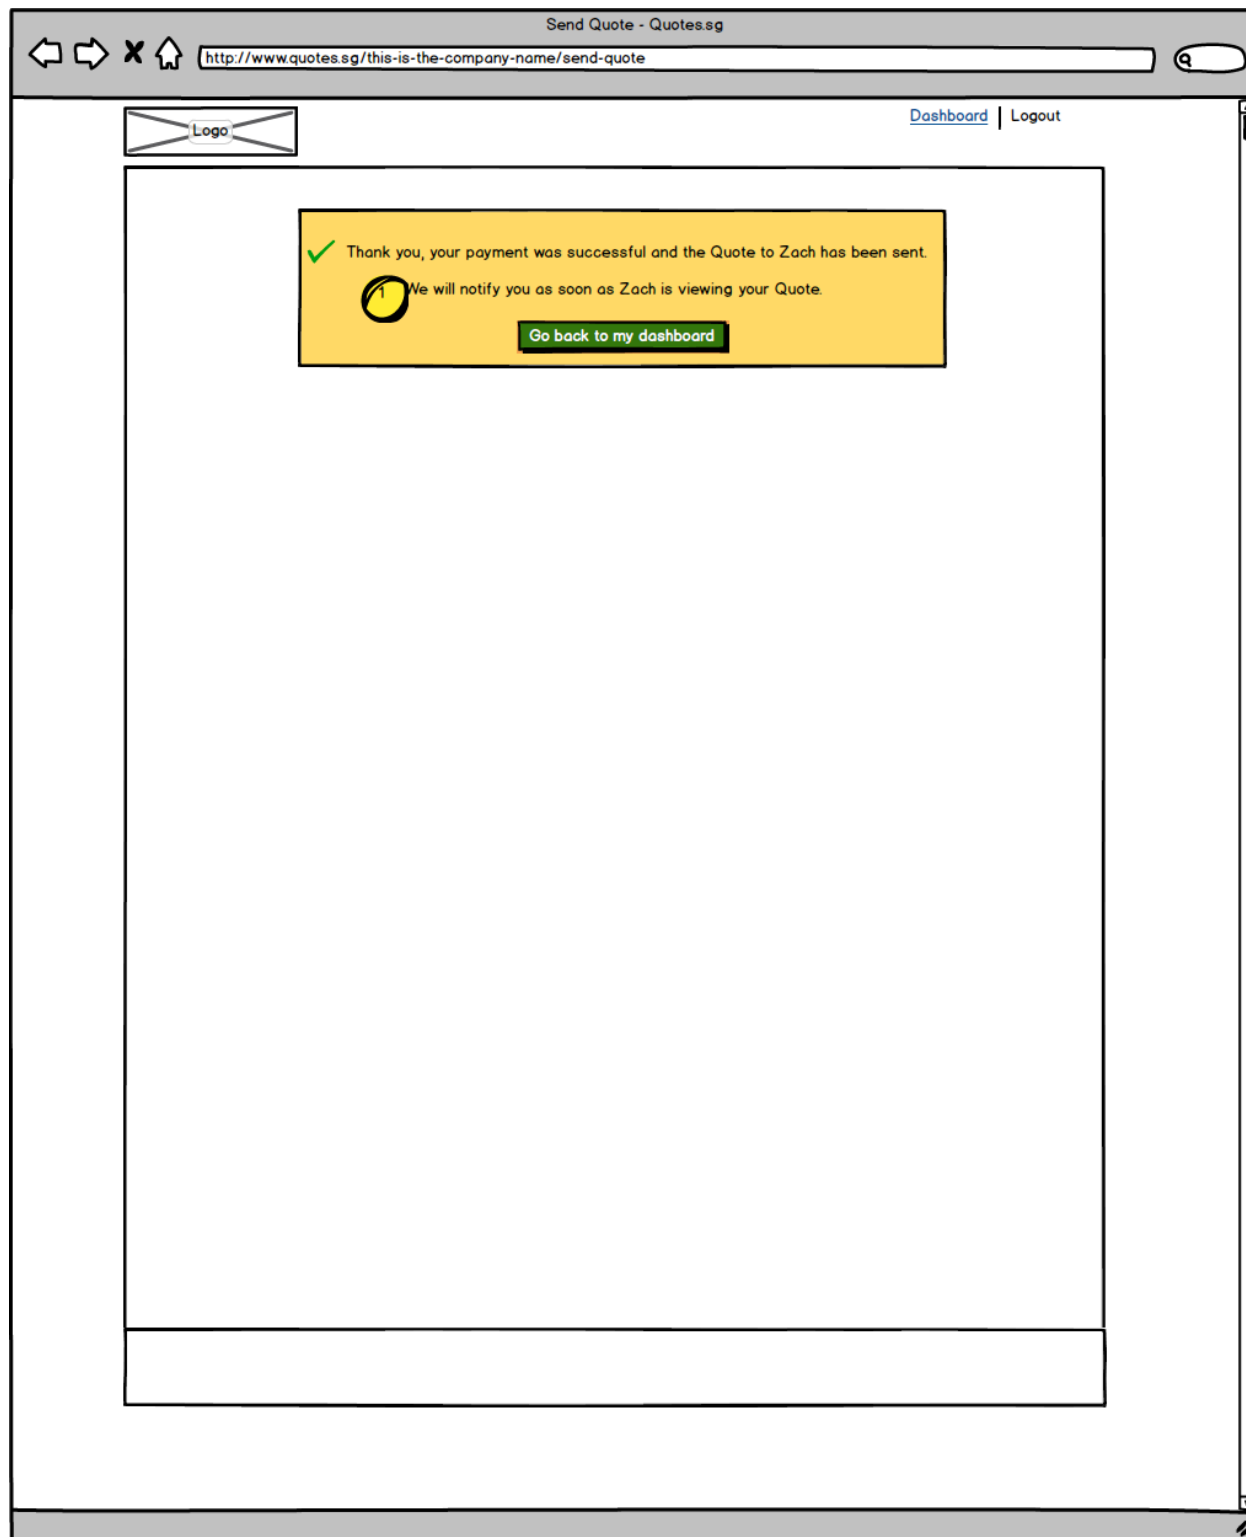 Send Quote - Quotes.sg
http://www.quotes.sg/this-is-the-company-name/send-quote
Logo
Dashboard
Logout
Thank you, your payment was successful and the Quote to Zach has been sent.
1
We will notify you as soon as Zach is viewing your Quote.
Go back to my dashboard